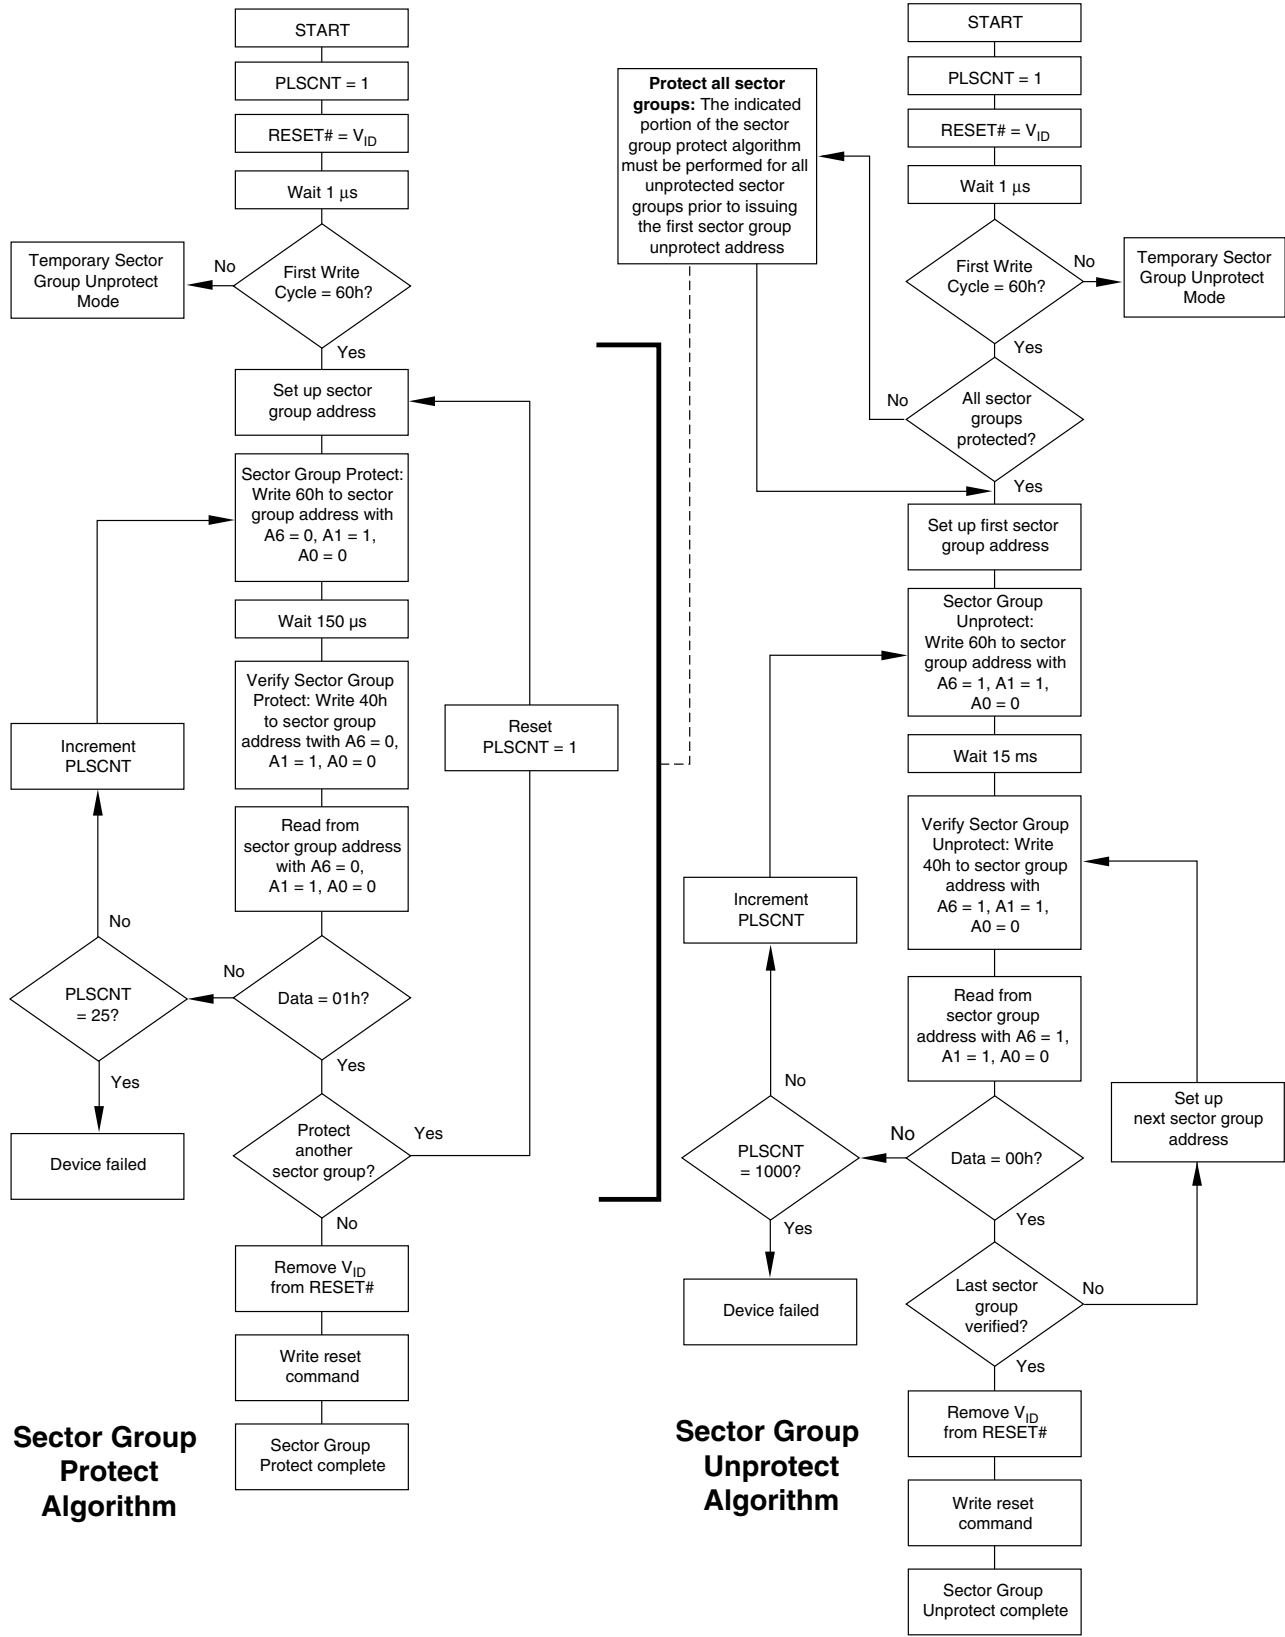 START
PLSCNT = 1
RESET# = VID
Wait 1 μs
First Write
Cycle = 60h?
No
Temporary Sector
Group Unprotect
Mode
Yes
Set up sector
group address
Sector Group Protect:
Write 60h to sector
group address with
A6 = 0, A1 = 1,
A0 = 0
Wait 150 µs
Verify Sector Group
Protect: Write 40h
to sector group
address twith A6 = 0,
A1 = 1, A0 = 0
Read from
sector group address
with A6 = 0,
A1 = 1, A0 = 0
Data = 01h?
No
PLSCNT
= 25?
No
Increment
PLSCNT
Yes
Device failed
Yes
Protect
another
sector group?
Yes
Reset
PLSCNT = 1
No
Remove VID
from RESET#
Write reset
command
Sector Group
Protect complete
Sector Group
Protect
Algorithm
Protect all sector
groups: The indicated
portion of the sector
group protect algorithm
must be performed for all
unprotected sector
groups prior to issuing
the first sector group
unprotect address
START
PLSCNT = 1
RESET# = VID
Wait 1 μs
First Write
Cycle = 60h?
No
Temporary Sector
Group Unprotect
Mode
Yes
All sector
groups
protected?
No
Yes
Set up first sector
group address
Sector Group
Unprotect:
Write 60h to sector
group address with
A6 = 1, A1 = 1,
A0 = 0
Wait 15 ms
Verify Sector Group
Unprotect: Write
40h to sector group
address with
A6 = 1, A1 = 1,
A0 = 0
Read from
sector group
address with A6 = 1,
A1 = 1, A0 = 0
Data = 00h?
No
PLSCNT
= 1000?
No
Increment
PLSCNT
Yes
Device failed
Yes
Last sector
group
verified?
No
Set up
next sector group
address
Yes
Remove VID
from RESET#
Write reset
command
Sector Group
Unprotect complete
Sector Group
Unprotect
Algorithm